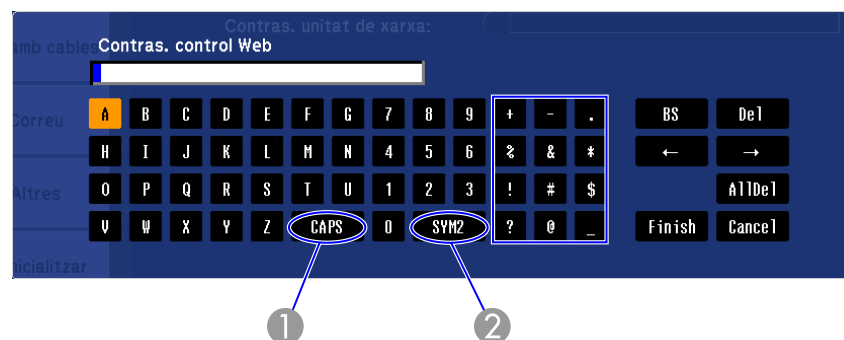 Contras. unitat de xarxa:
amb cables
Contras. control Web
Correu
A B C D E F G 7 8 9 + - . BS Del
H I J K L M N 4 5 6 % & * ← →
Altres
O P Q R S T U 1 2 3 ! # $ AllDel
V W X Y Z CAPS 0 SYM2 ? @ _ Finish Cancel
nicialitzar
1 2